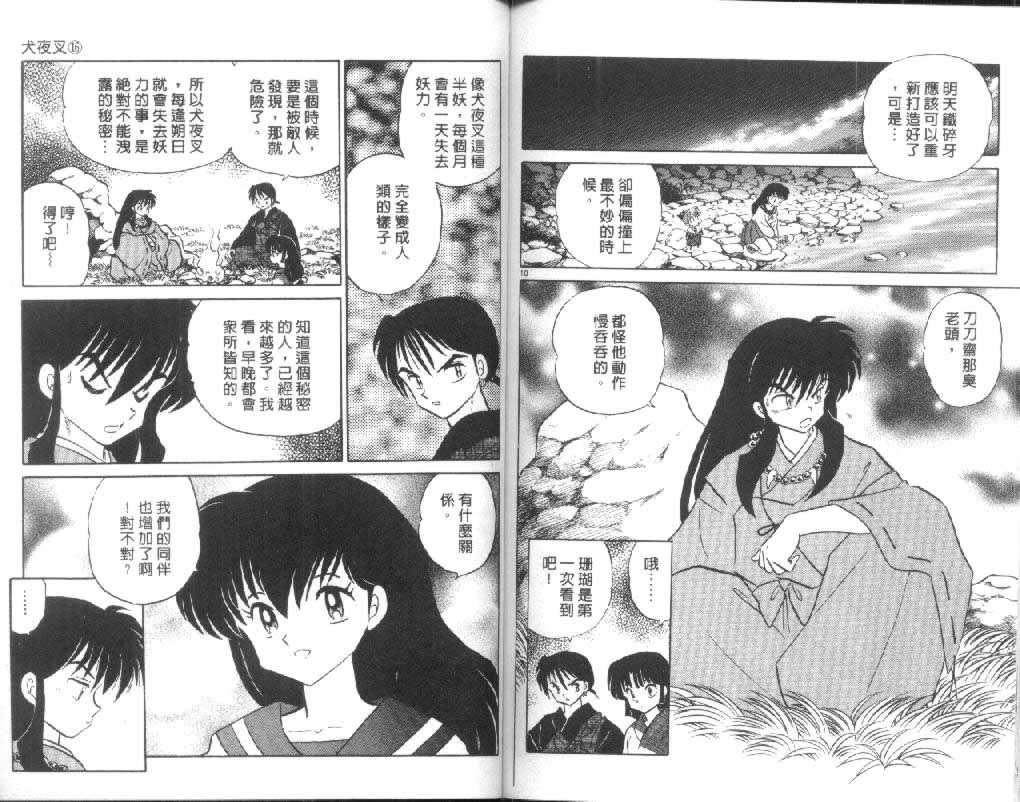 明天鐵碎牙
應該可以重
新打造好了
，可是…
卻偏偏撞上
最不妙的時
候。
10
刀刀齋那臭
老頭，
都怪他動作
慢吞吞的。
哦……
珊瑚是第
一次看到
吧！
犬夜叉⑯
像犬夜叉這種
半妖，每個月
會有一天失去
妖力。
完全變成人
類的樣子。
這個時候，
要是被敵人
發現，那就
危險了。
所以犬夜叉
，每逢朔日
就會失去妖
力的事，是
絕對不能洩
露的秘密…
哼！
得了吧～
知道這個秘密
的人，已經越
來越多了。我
看，早晚都會
眾所皆知的。
有什麼關
係。
我們的同伴
也增加了啊
！對不對？
……